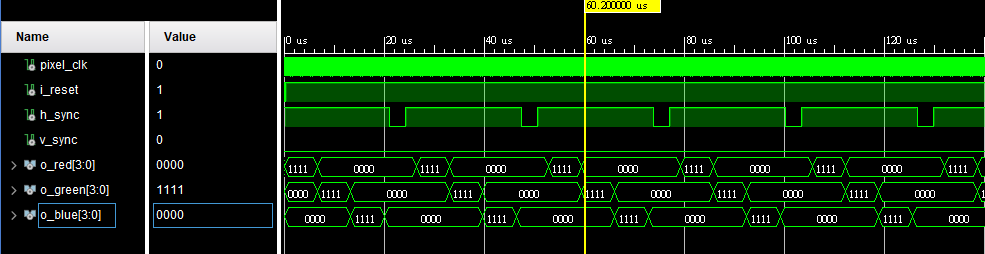 60.200000 us
Name Value
0 us 20 us 40 us 60 us 80 us 100 us 120 us
pixel_clk 0
i_reset 1
h_sync 1
v_sync 0
o_red[3:0] 0000 1111 0000 1111 0000 1111 0000 1111 0000 1111 0000 1111 0000 1111 0000
o_green[3:0] 1111 0000 1111 0000 1111 0000 1111 0000 1111 0000 1111 0000 1111
o_blue[3:0] 0000 0000 1111 0000 1111 0000 1111 0000 1111 0000 1111 0000